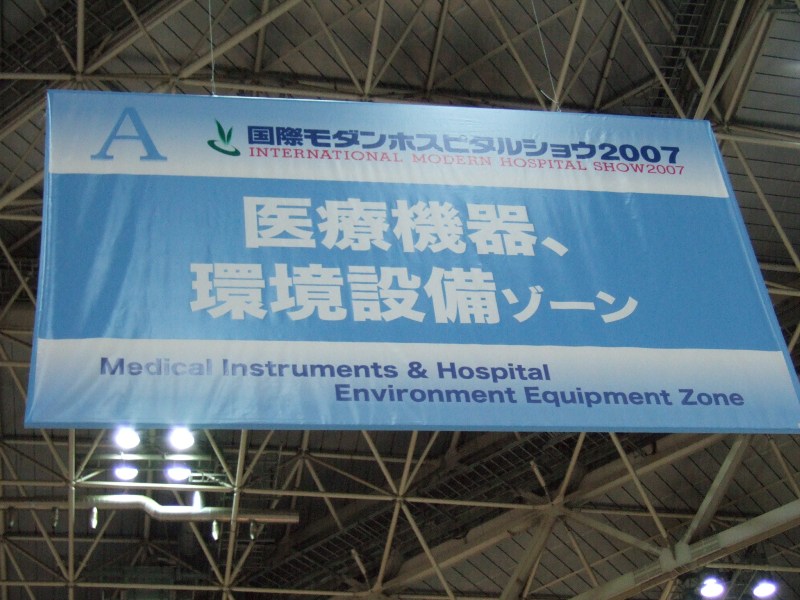 A
国際モダンホスピタルショウ2007
INTERNATIONAL MODERN HOSPITAL SHOW2007
医療機器、
環境設備ゾーン
Medical Instruments & Hospital
Environment Equipment Zone